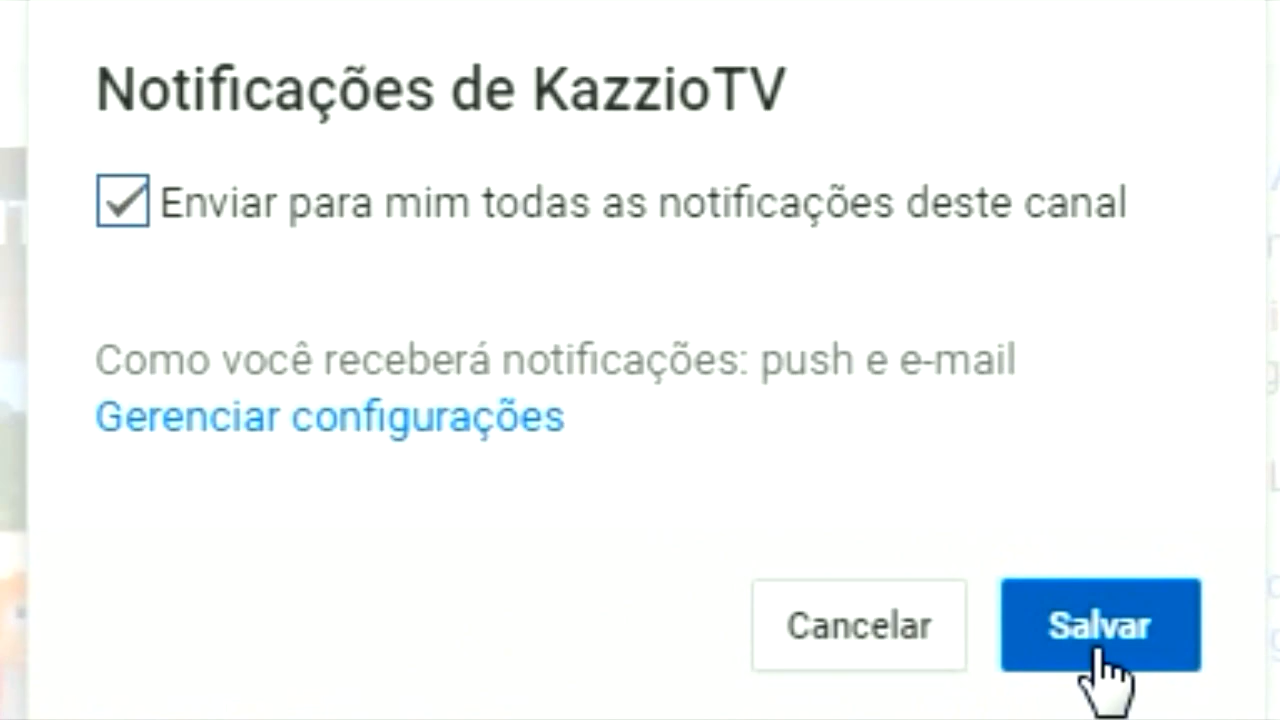 Notificações de KazzioTV
Enviar para mim todas as notificações deste canal
Como você receberá notificações: push e e-mail
Gerenciar configurações
Cancelar
Salvar